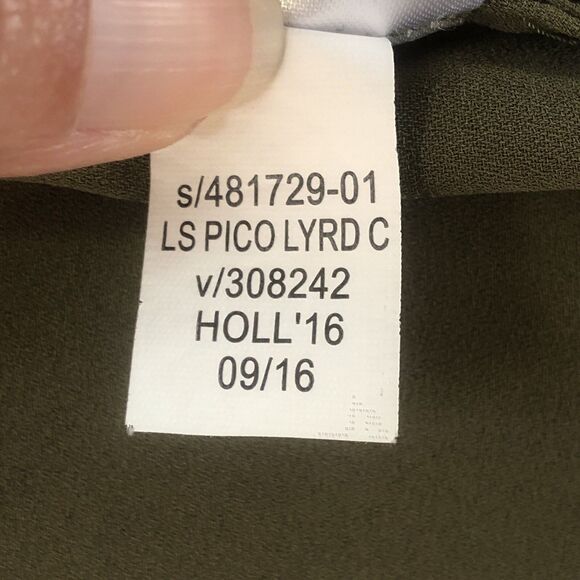 s/481729-01
LS PICO LYRD C
v/308242
HOLL'16
09/16